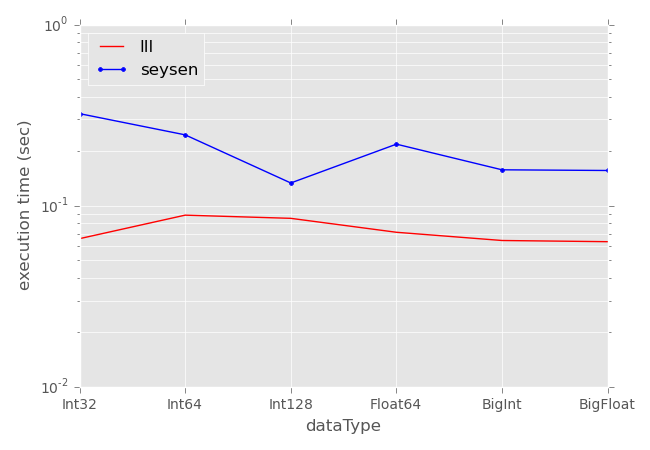 10^0
lll
seysen
execution time (sec)
10^-1
10^-2
Int32 Int64 Int128 Float64 BigInt BigFloat
dataType